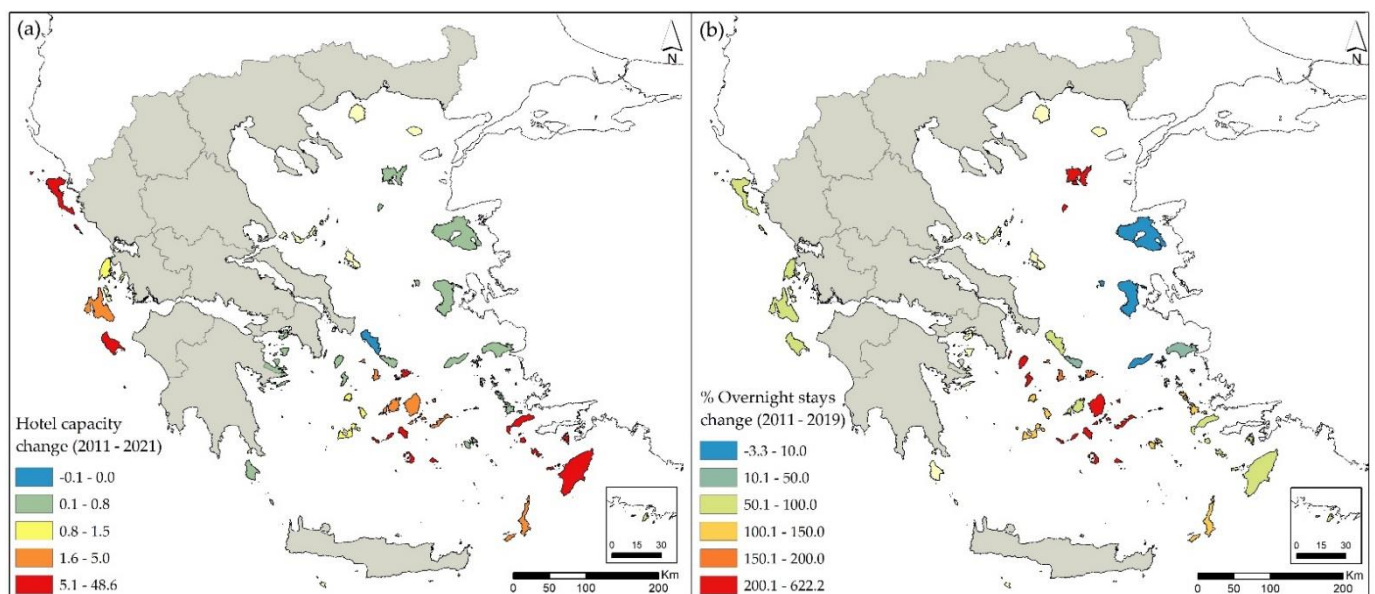 (a)
N
Hotel capacity
change (2011 - 2021)
-0.1 - 0.0
0.1 - 0.8
0.8 - 1.5
1.6 - 5.0
5.1 - 48.6
0 15 30
Km
0 50 100 200
(b)
N
% Overnight stays
change (2011 - 2019)
-3.3 - 10.0
10.1 - 50.0
50.1 - 100.0
100.1 - 150.0
150.1 - 200.0
200.1 - 622.2
0 15 30
Km
0 50 100 200